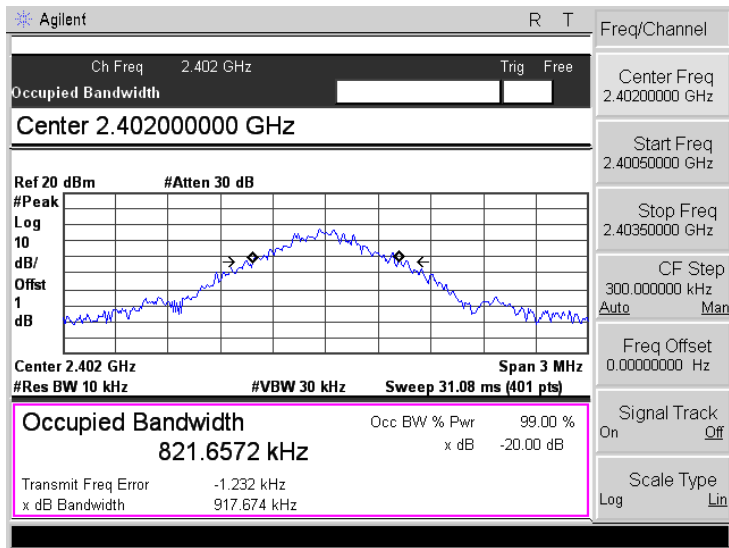 Agilent R T
Ch Freq 2.402 GHz Trig Free
Occupied Bandwidth
Center 2.402000000 GHz
Ref 20 dBm #Atten 30 dB
#Peak
Log
10
dB/
Offst
1
dB
Center 2.402 GHz Span 3 MHz
#Res BW 10 kHz #VBW 30 kHz Sweep 31.08 ms (401 pts)
Occupied Bandwidth Occ BW % Pwr 99.00 %
821.6572 kHz x dB -20.00 dB
Transmit Freq Error -1.232 kHz
x dB Bandwidth 917.674 kHz
Freq/Channel
Center Freq
2.40200000 GHz
Start Freq
2.40050000 GHz
Stop Freq
2.40350000 GHz
CF Step
300.000000 kHz
Auto Man
Freq Offset
0.00000000 Hz
Signal Track
On Off
Scale Type
Log Lin